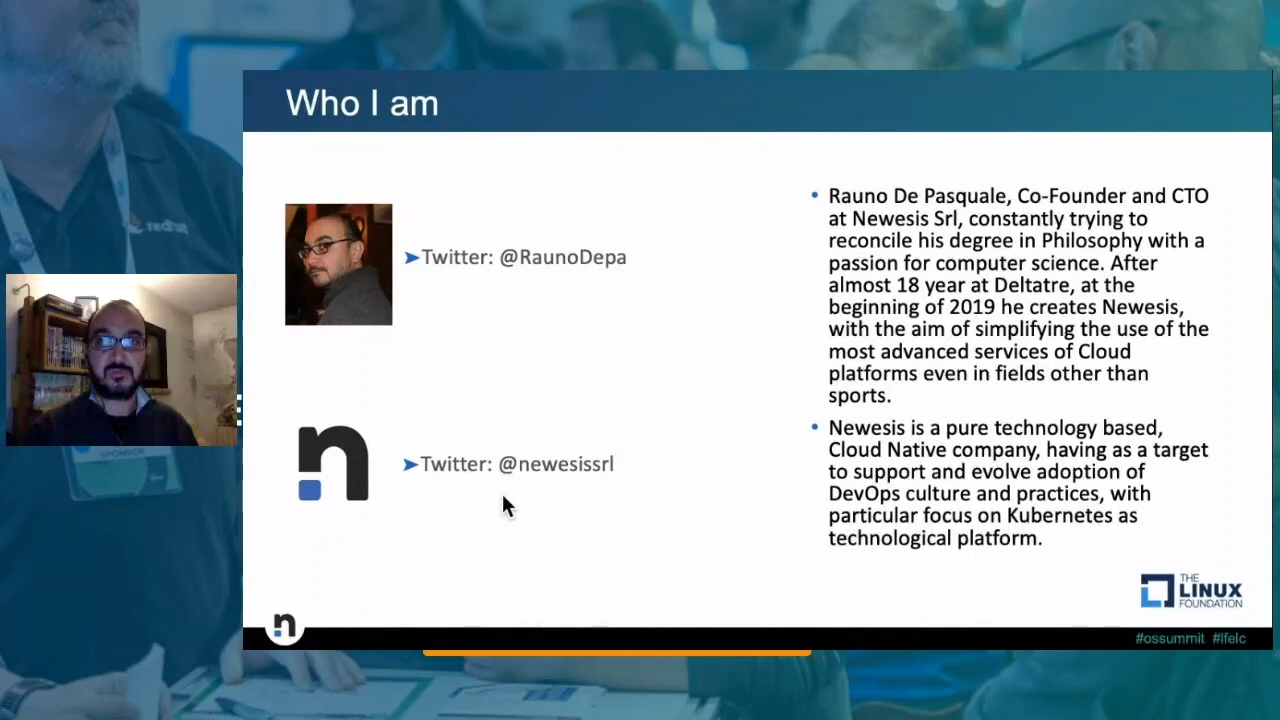 Who I am
➤Twitter: @RaunoDepa
➤Twitter: @newesissrl
• Rauno De Pasquale, Co-Founder and CTO
at Newesis Srl, constantly trying to
reconcile his degree in Philosophy with a
passion for computer science. After
almost 18 year at Deltatre, at the
beginning of 2019 he creates Newesis,
with the aim of simplifying the use of the
most advanced services of Cloud
platforms even in fields other than
sports.
• Newesis is a pure technology based,
Cloud Native company, having as a target
to support and evolve adoption of
DevOps culture and practices, with
particular focus on Kubernetes as
technological platform.
THE
LINUX
FOUNDATION
n
n
#ossummit #lfelc
redhat
SPONSOR